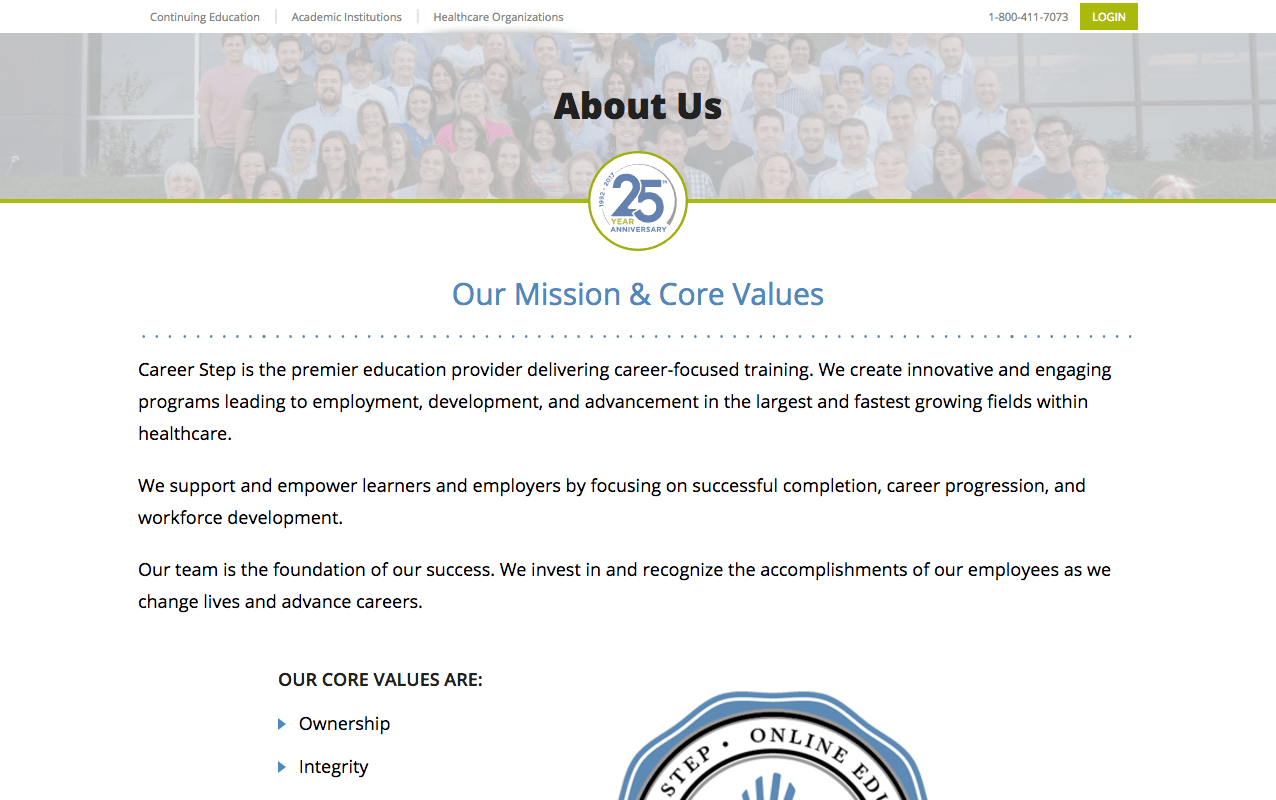 Continuing Education
Academic Institutions
Healthcare Organizations
1-800-411-7073
LOGIN
About Us
1992 - 2017
25
YEAR
ANNIVERSARY
Our Mission & Core Values
Career Step is the premier education provider delivering career-focused training. We create innovative and engaging
programs leading to employment, development, and advancement in the largest and fastest growing fields within
healthcare.
We support and empower learners and employers by focusing on successful completion, career progression, and
workforce development.
Our team is the foundation of our success. We invest in and recognize the accomplishments of our employees as we
change lives and advance careers.
OUR CORE VALUES ARE:
Ownership
Integrity
STEP • ONLINE EDU